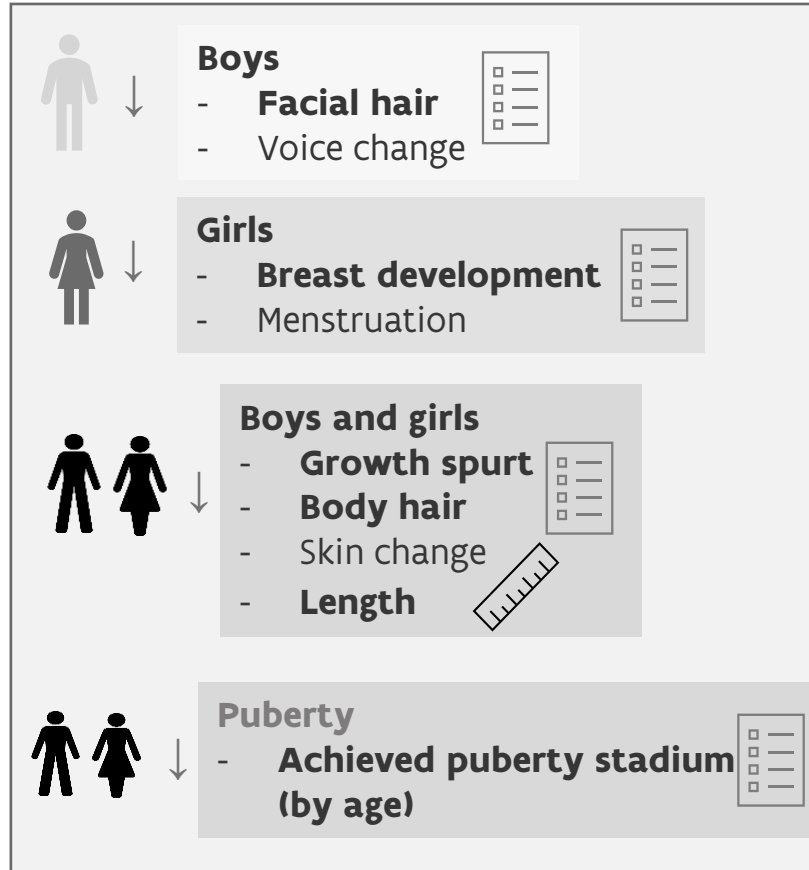 Boys
- Facial hair
- Voice change
Girls
- Breast development
- Menstruation
Boys and girls
- Growth spurt
- Body hair
- Skin change
- Length
Puberty
- Achieved puberty stadium
(by age)